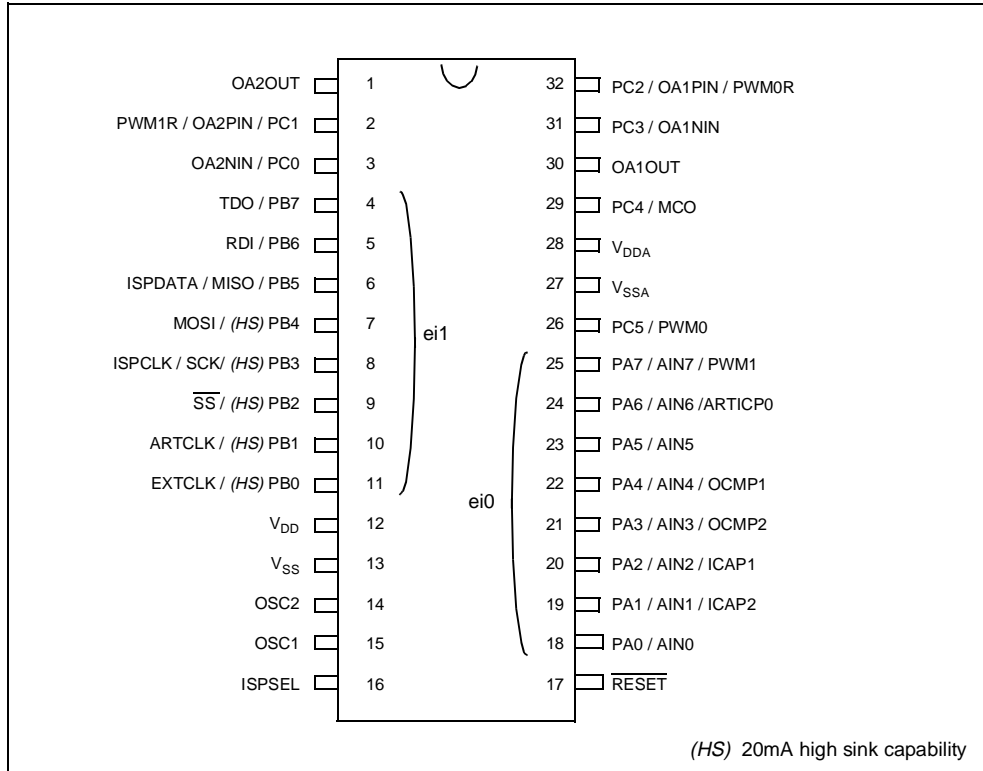 OA2OUT 1 32 PC2 / OA1PIN / PWM0R
PWM1R / OA2PIN / PC1 2 31 PC3 / OA1NIN
OA2NIN / PC0 3 30 OA1OUT
TDO / PB7 4 29 PC4 / MCO
RDI / PB6 5 28 VDDA
ISPDATA / MISO / PB5 6 27 VSSA
MOSI / (HS) PB4 7 26 PC5 / PWM0
ei1
ISPCLK / SCK/ (HS) PB3 8 25 PA7 / AIN7 / PWM1
SS / (HS) PB2 9 24 PA6 / AIN6 /ARTICP0
ARTCLK / (HS) PB1 10 23 PA5 / AIN5
EXTCLK / (HS) PB0 11 22 PA4 / AIN4 / OCMP1
ei0
VDD 12 21 PA3 / AIN3 / OCMP2
VSS 13 20 PA2 / AIN2 / ICAP1
OSC2 14 19 PA1 / AIN1 / ICAP2
OSC1 15 18 PA0 / AIN0
ISPSEL 16 17 RESET
(HS) 20mA high sink capability